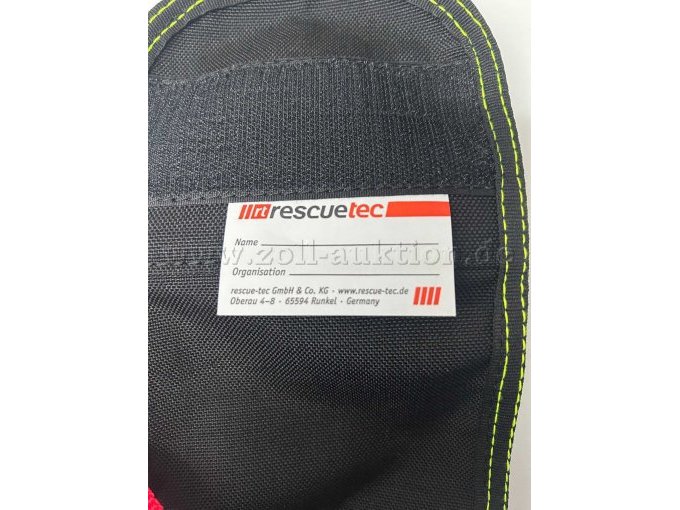 rt rescuetec
Name
www.zoll-auktion.de
Organisation
rescue-tec GmbH & Co. KG · www.rescue-tec.de
Oberau 4–8 · 65594 Runkel · Germany